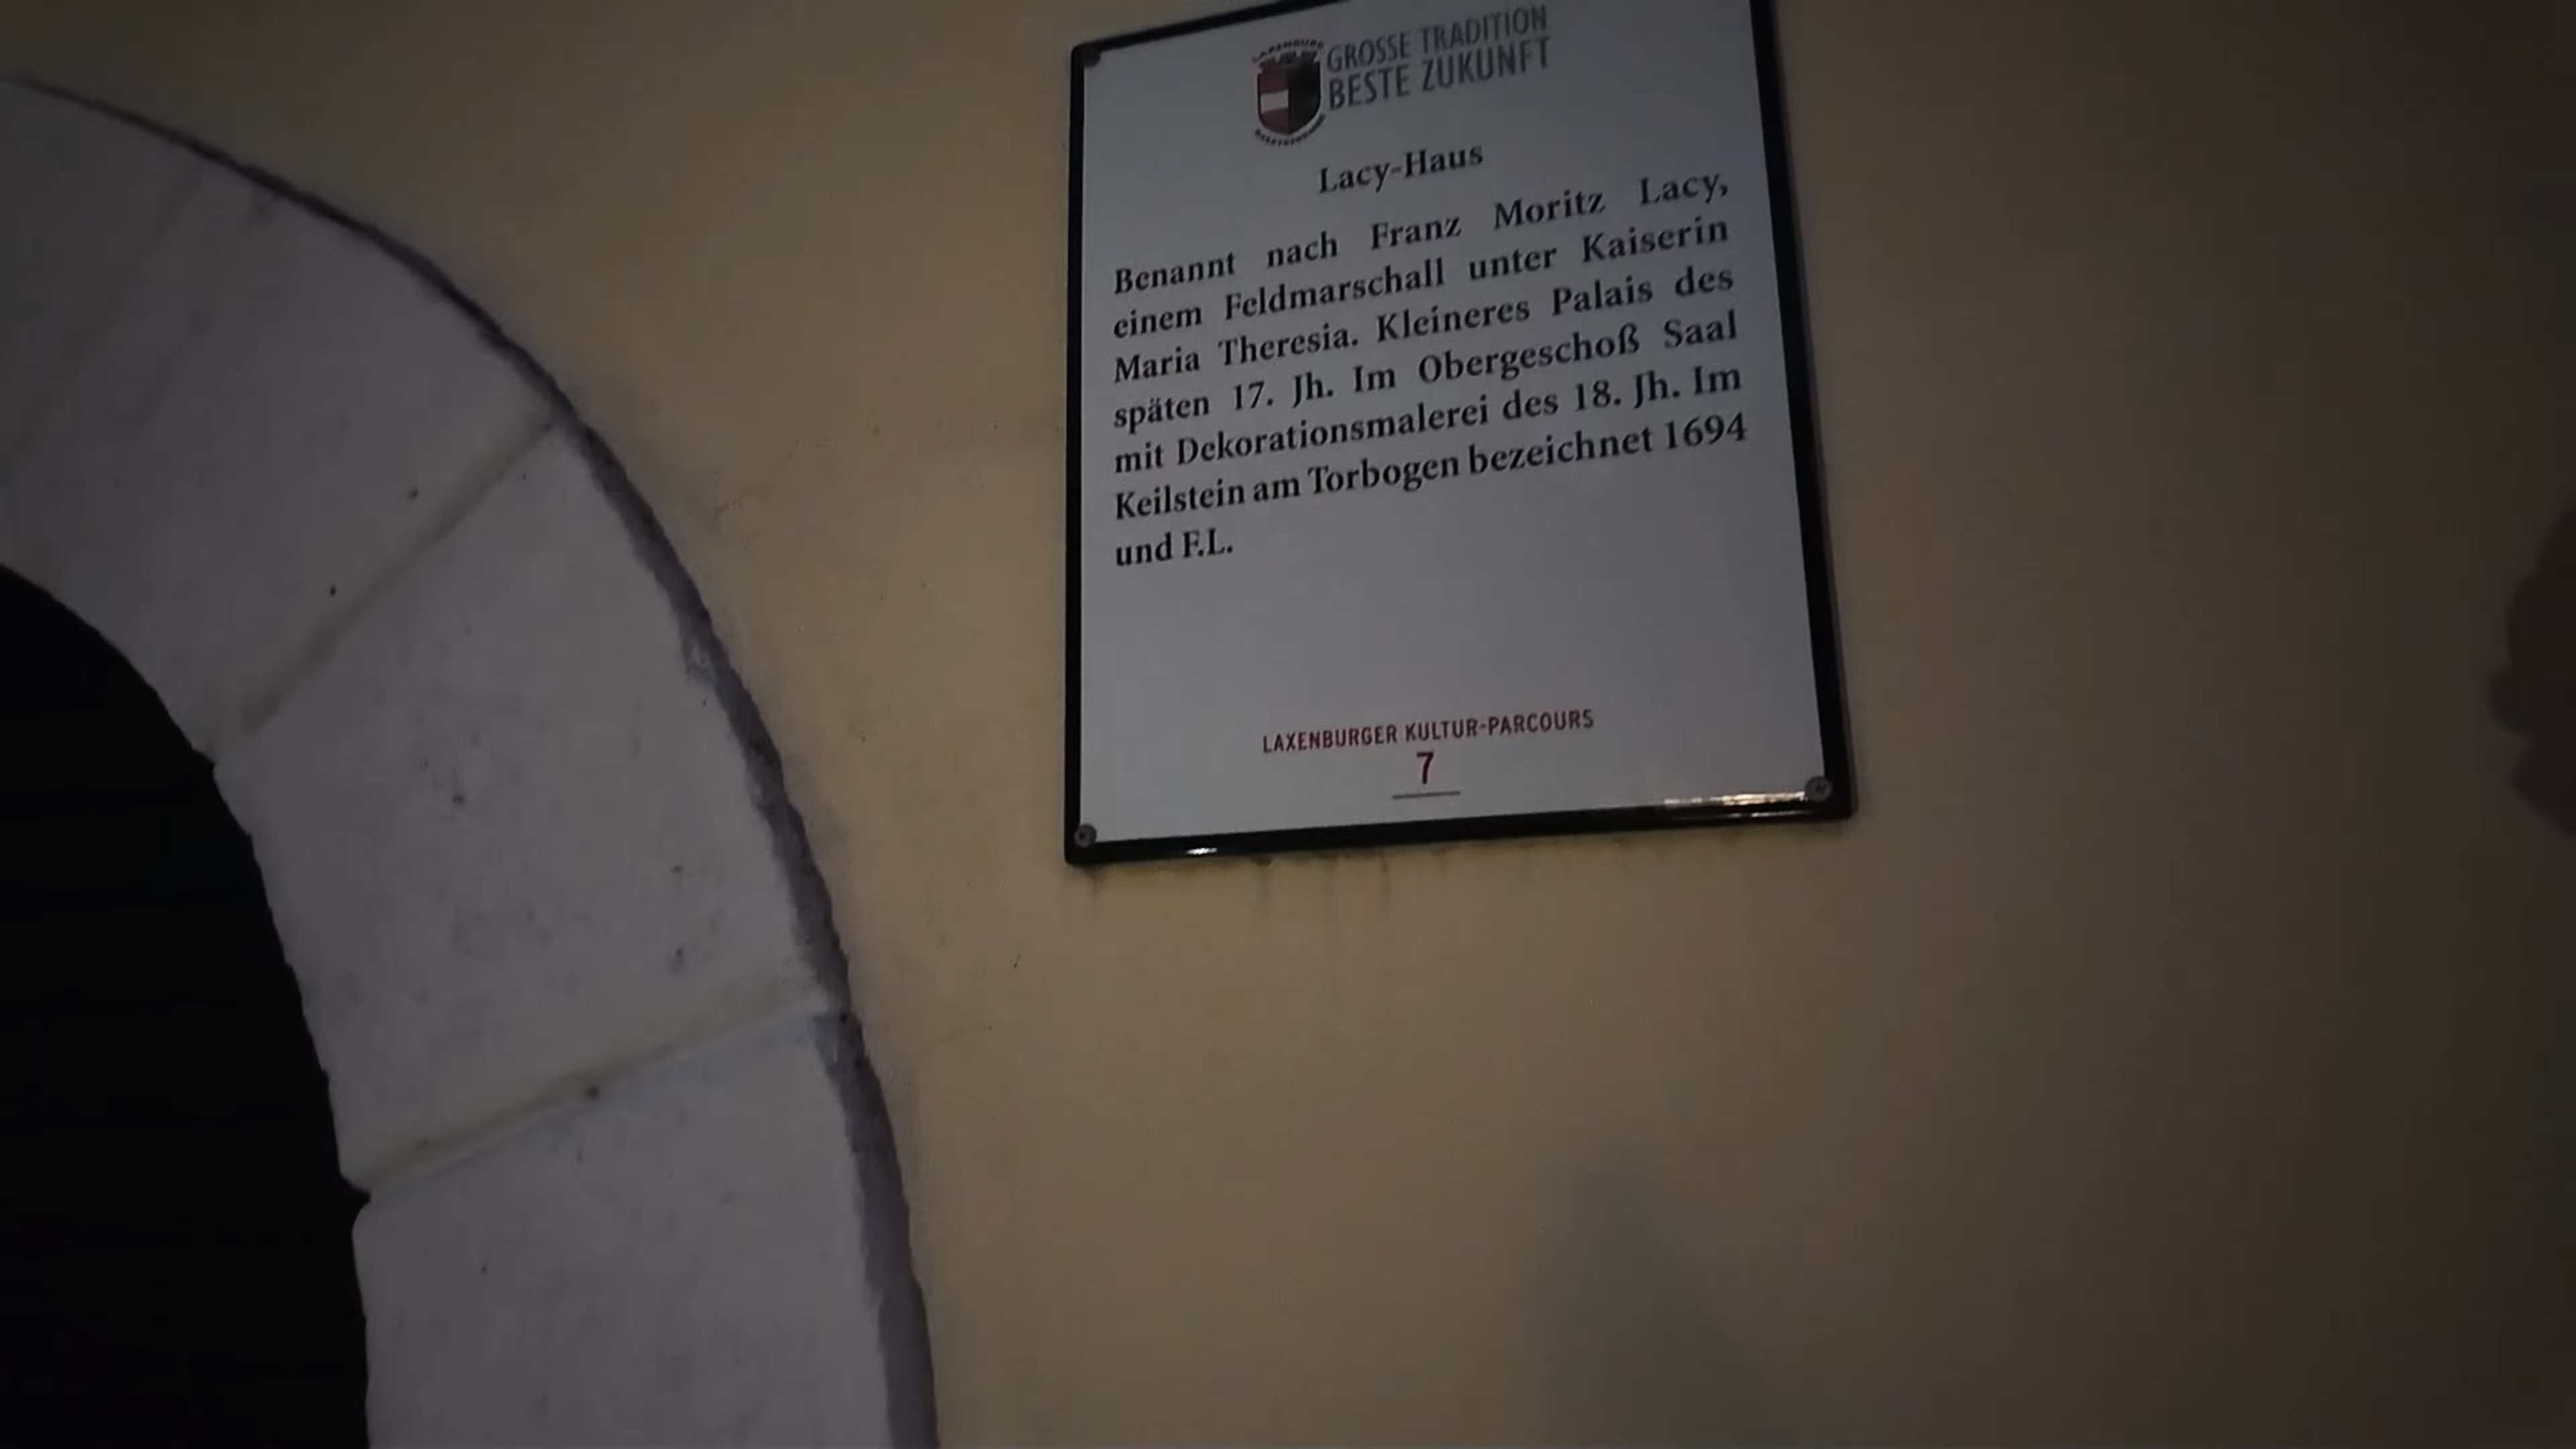 GROSSE TRADITION
BESTE ZUKUNFT
LAXENBURG
Lacy-Haus
Benannt nach Franz Moritz Lacy,
einem Feldmarschall unter Kaiserin
Maria Theresia. Kleineres Palais des
späten 17. Jh. Im Obergeschoß Saal
mit Dekorationsmalerei des 18. Jh. Im
Keilstein am Torbogen bezeichnet 1694
und F.L.
LAXENBURGER KULTUR-PARCOURS
7